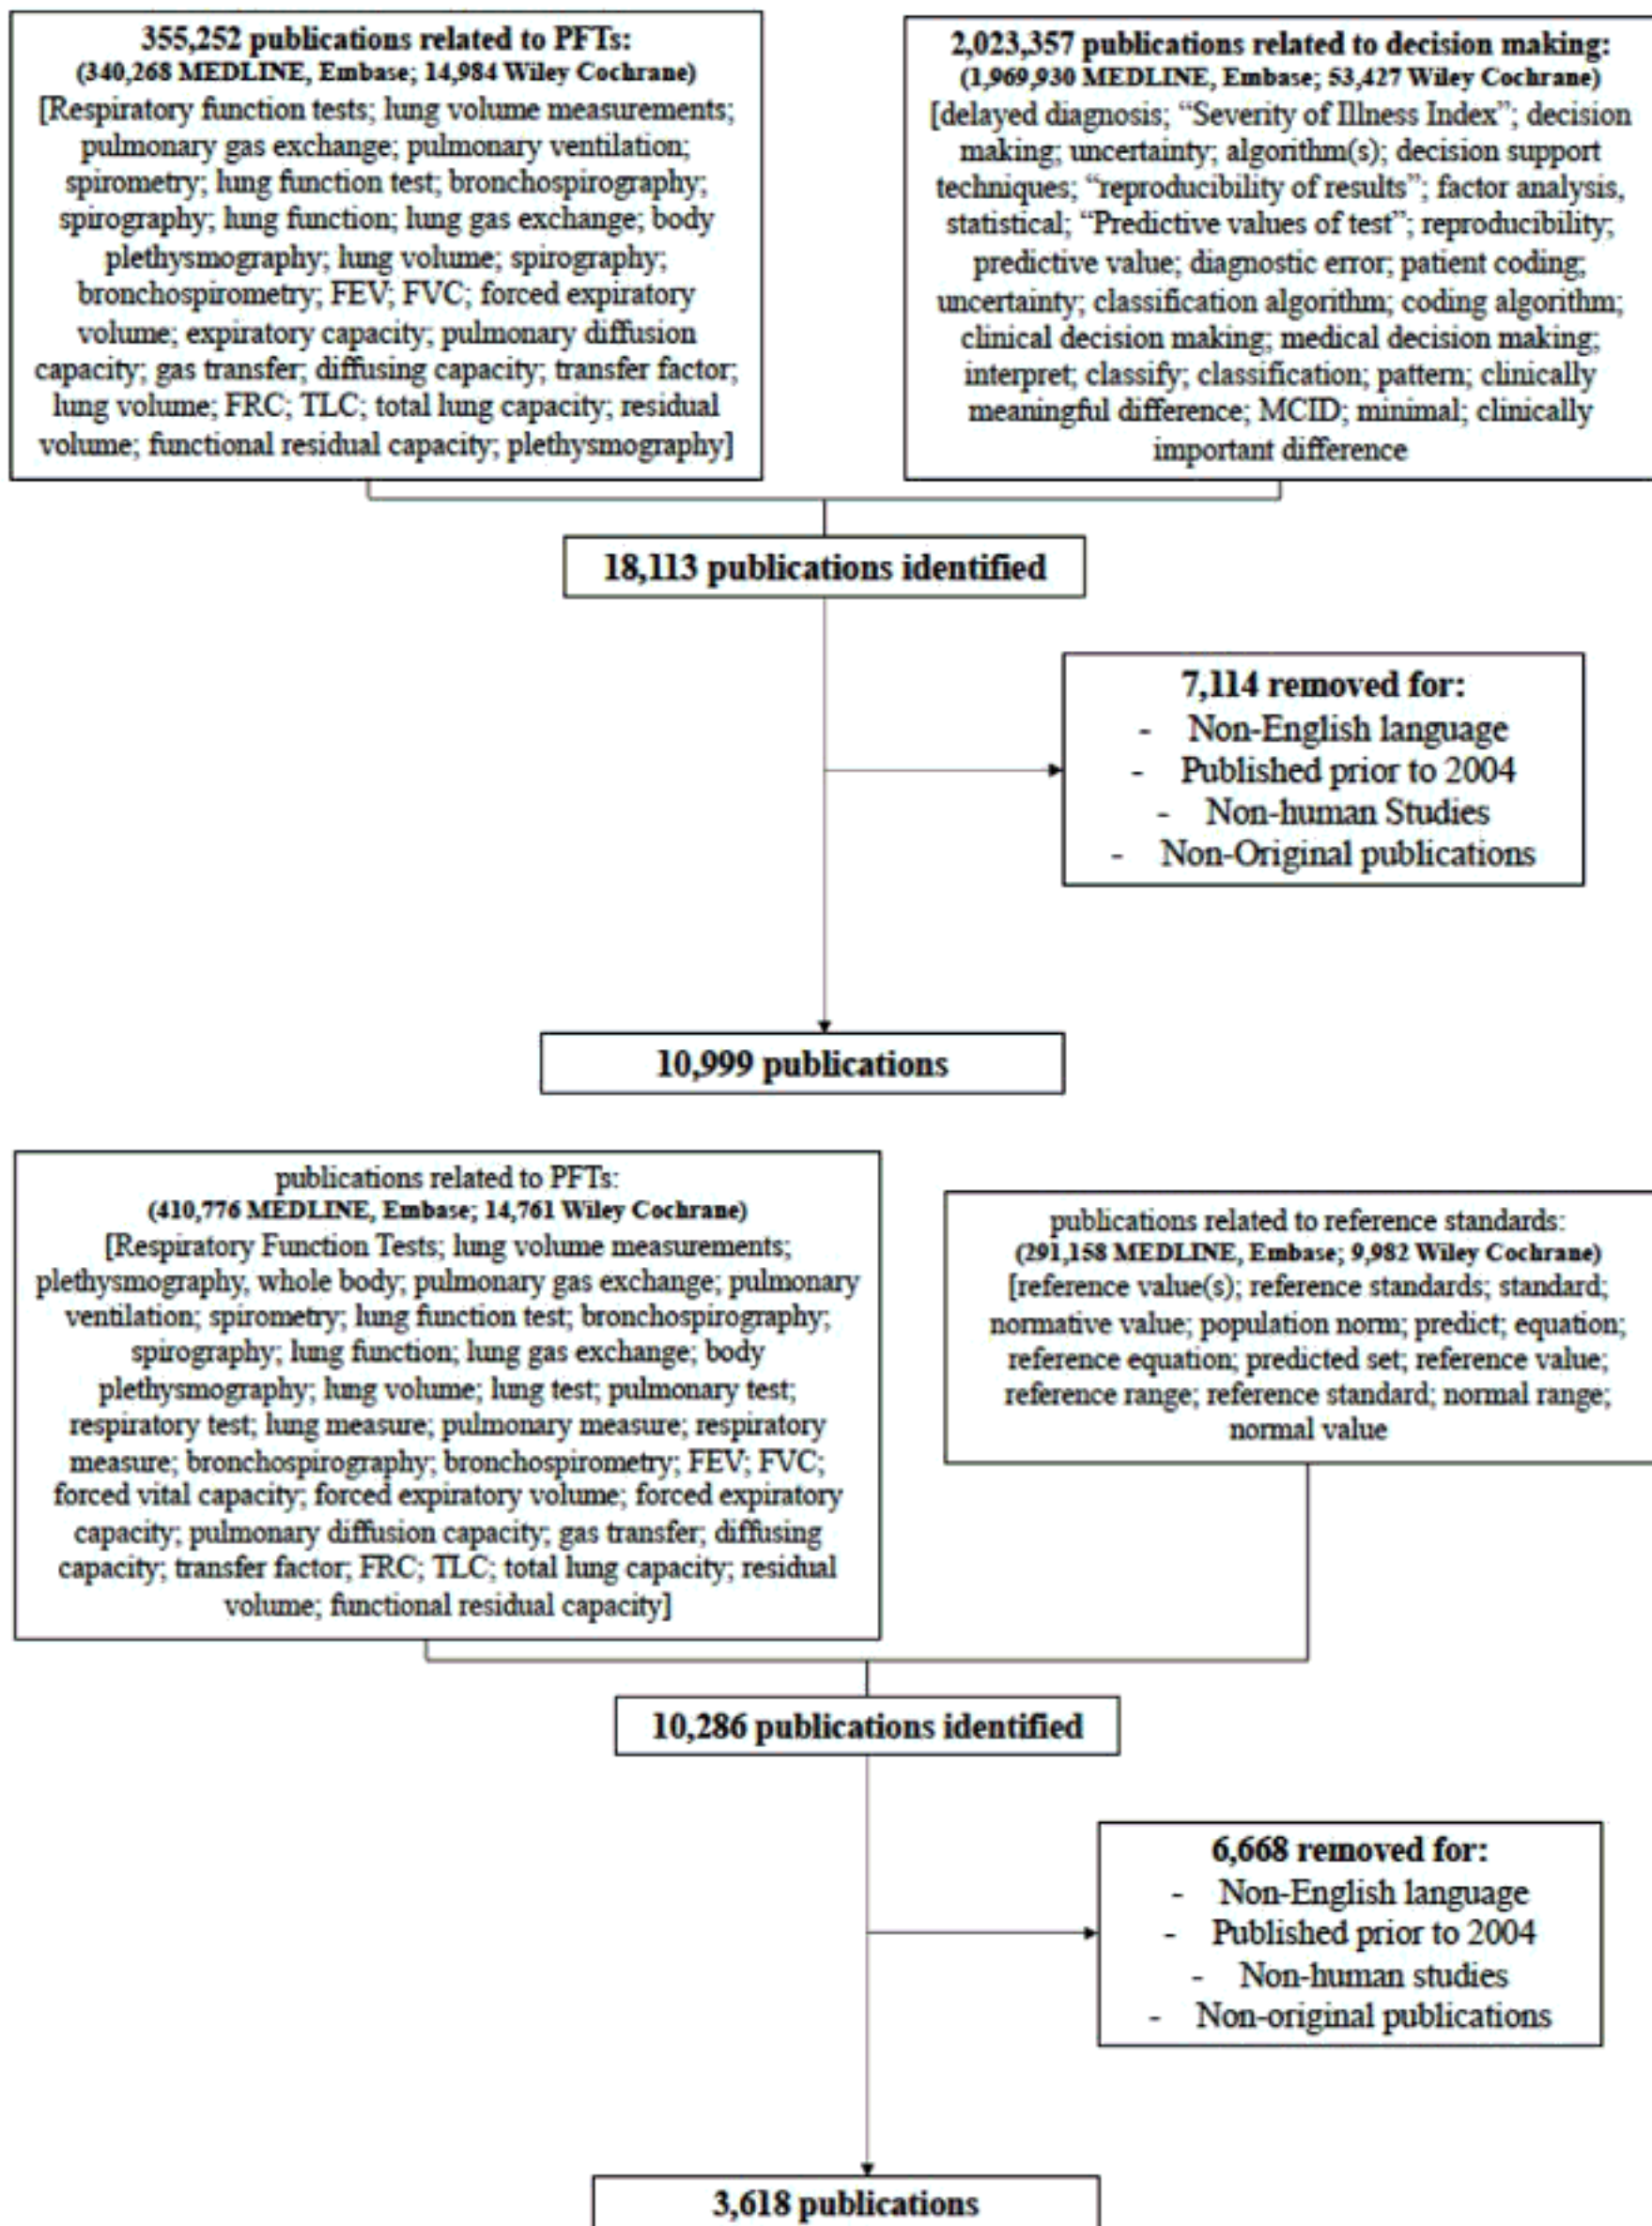 355,252 publications related to PFTs:
(340,268 MEDLINE, Embase; 14,984 Wiley Cochrane)
[Respiratory function tests; lung volume measurements;
pulmonary gas exchange; pulmonary ventilation;
spirometry; lung function test; bronchospirography;
spirography; lung function; lung gas exchange; body
plethysmography; lung volume; spirography;
bronchospirometry; FEV; FVC; forced expiratory
volume; expiratory capacity; pulmonary diffusion
capacity; gas transfer; diffusing capacity; transfer factor;
lung volume; FRC; TLC; total lung capacity; residual
volume; functional residual capacity; plethysmography]
2,023,357 publications related to decision making:
(1,969,930 MEDLINE, Embase; 53,427 Wiley Cochrane)
[delayed diagnosis; “Severity of Illness Index”; decision
making; uncertainty; algorithm(s); decision support
techniques; “reproducibility of results”; factor analysis,
statistical; “Predictive values of test”; reproducibility;
predictive value; diagnostic error; patient coding;
uncertainty; classification algorithm; coding algorithm;
clinical decision making; medical decision making;
interpret; classify; classification; pattern; clinically
meaningful difference; MCID; minimal; clinically
important difference
18,113 publications identified
7,114 removed for:
- Non-English language
- Published prior to 2004
- Non-human Studies
- Non-Original publications
10,999 publications
publications related to PFTs:
(410,776 MEDLINE, Embase; 14,761 Wiley Cochrane)
[Respiratory Function Tests; lung volume measurements;
plethysmography, whole body; pulmonary gas exchange; pulmonary
ventilation; spirometry; lung function test; bronchospirography;
spirography; lung function; lung gas exchange; body
plethysmography; lung volume; lung test; pulmonary test;
respiratory test; lung measure; pulmonary measure; respiratory
measure; bronchospirography; bronchospirometry; FEV; FVC;
forced vital capacity; forced expiratory volume; forced expiratory
capacity; pulmonary diffusion capacity; gas transfer; diffusing
capacity; transfer factor; FRC; TLC; total lung capacity; residual
volume; functional residual capacity]
publications related to reference standards:
(291,158 MEDLINE, Embase; 9,982 Wiley Cochrane)
[reference value(s); reference standards; standard;
normative value; population norm; predict; equation;
reference equation; predicted set; reference value;
reference range; reference standard; normal range;
normal value
10,286 publications identified
6,668 removed for:
- Non-English language
- Published prior to 2004
- Non-human studies
- Non-original publications
3,618 publications